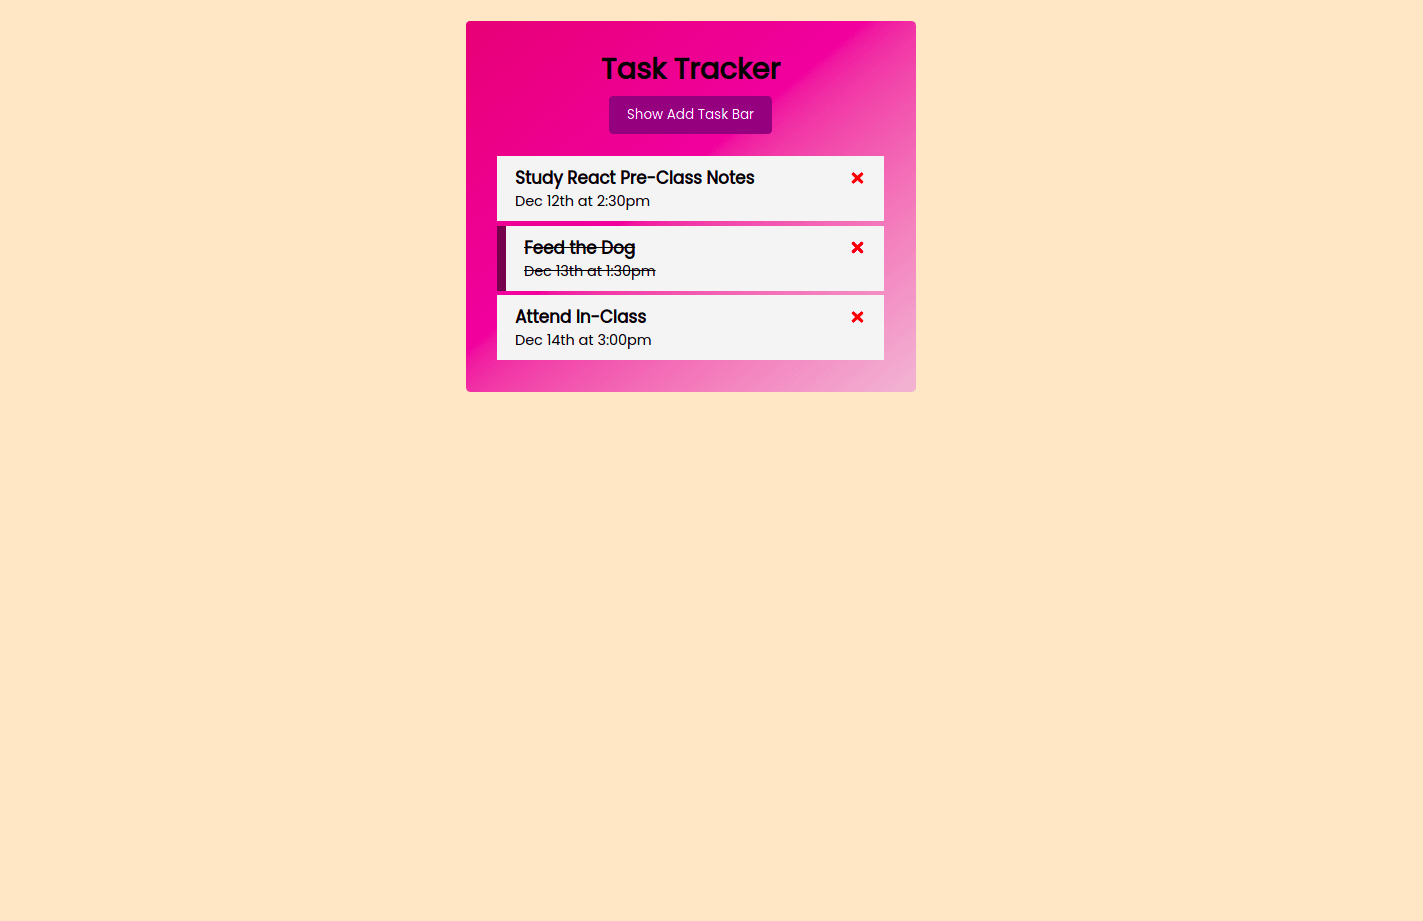 Task Tracker
Show Add Task Bar
Study React Pre-Class Notes
Dec 12th at 2:30pm
Feed the Dog
Dec 13th at 1:30pm
Attend In-Class
Dec 14th at 3:00pm